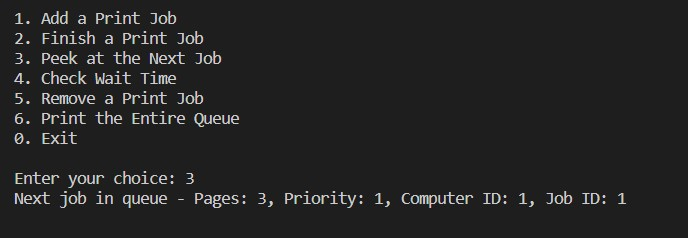 1. Add a Print Job
2. Finish a Print Job
3. Peek at the Next Job
4. Check Wait Time
5. Remove a Print Job
6. Print the Entire Queue
0. Exit
Enter your choice: 3
Next job in queue - Pages: 3, Priority: 1, Computer ID: 1, Job ID: 1